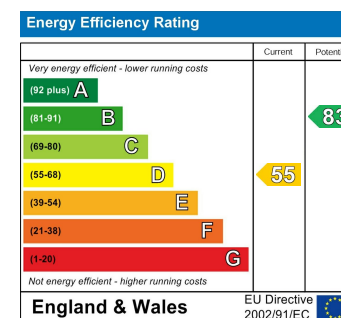 Energy Efficiency Rating
Current
Potent
Very energy efficient - lower running costs
(92 plus) A
(81-91) B
83
(69-80) C
(55-68) D
55
(39-54) E
(21-38) F
(1-20) G
Not energy efficient - higher running costs
England & Wales
EU Directive
2002/91/EC